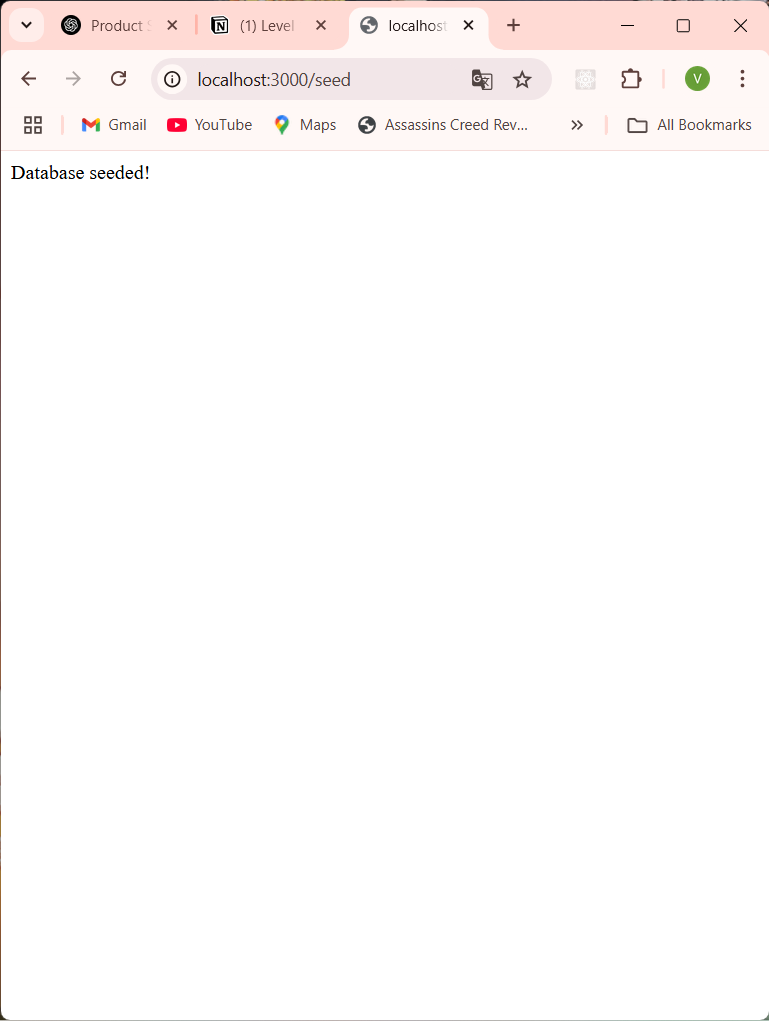 Product S
(1) Level
localhost
localhost:3000/seed
V
Gmail
YouTube
Maps
Assassins Creed Rev...
All Bookmarks
Database seeded!